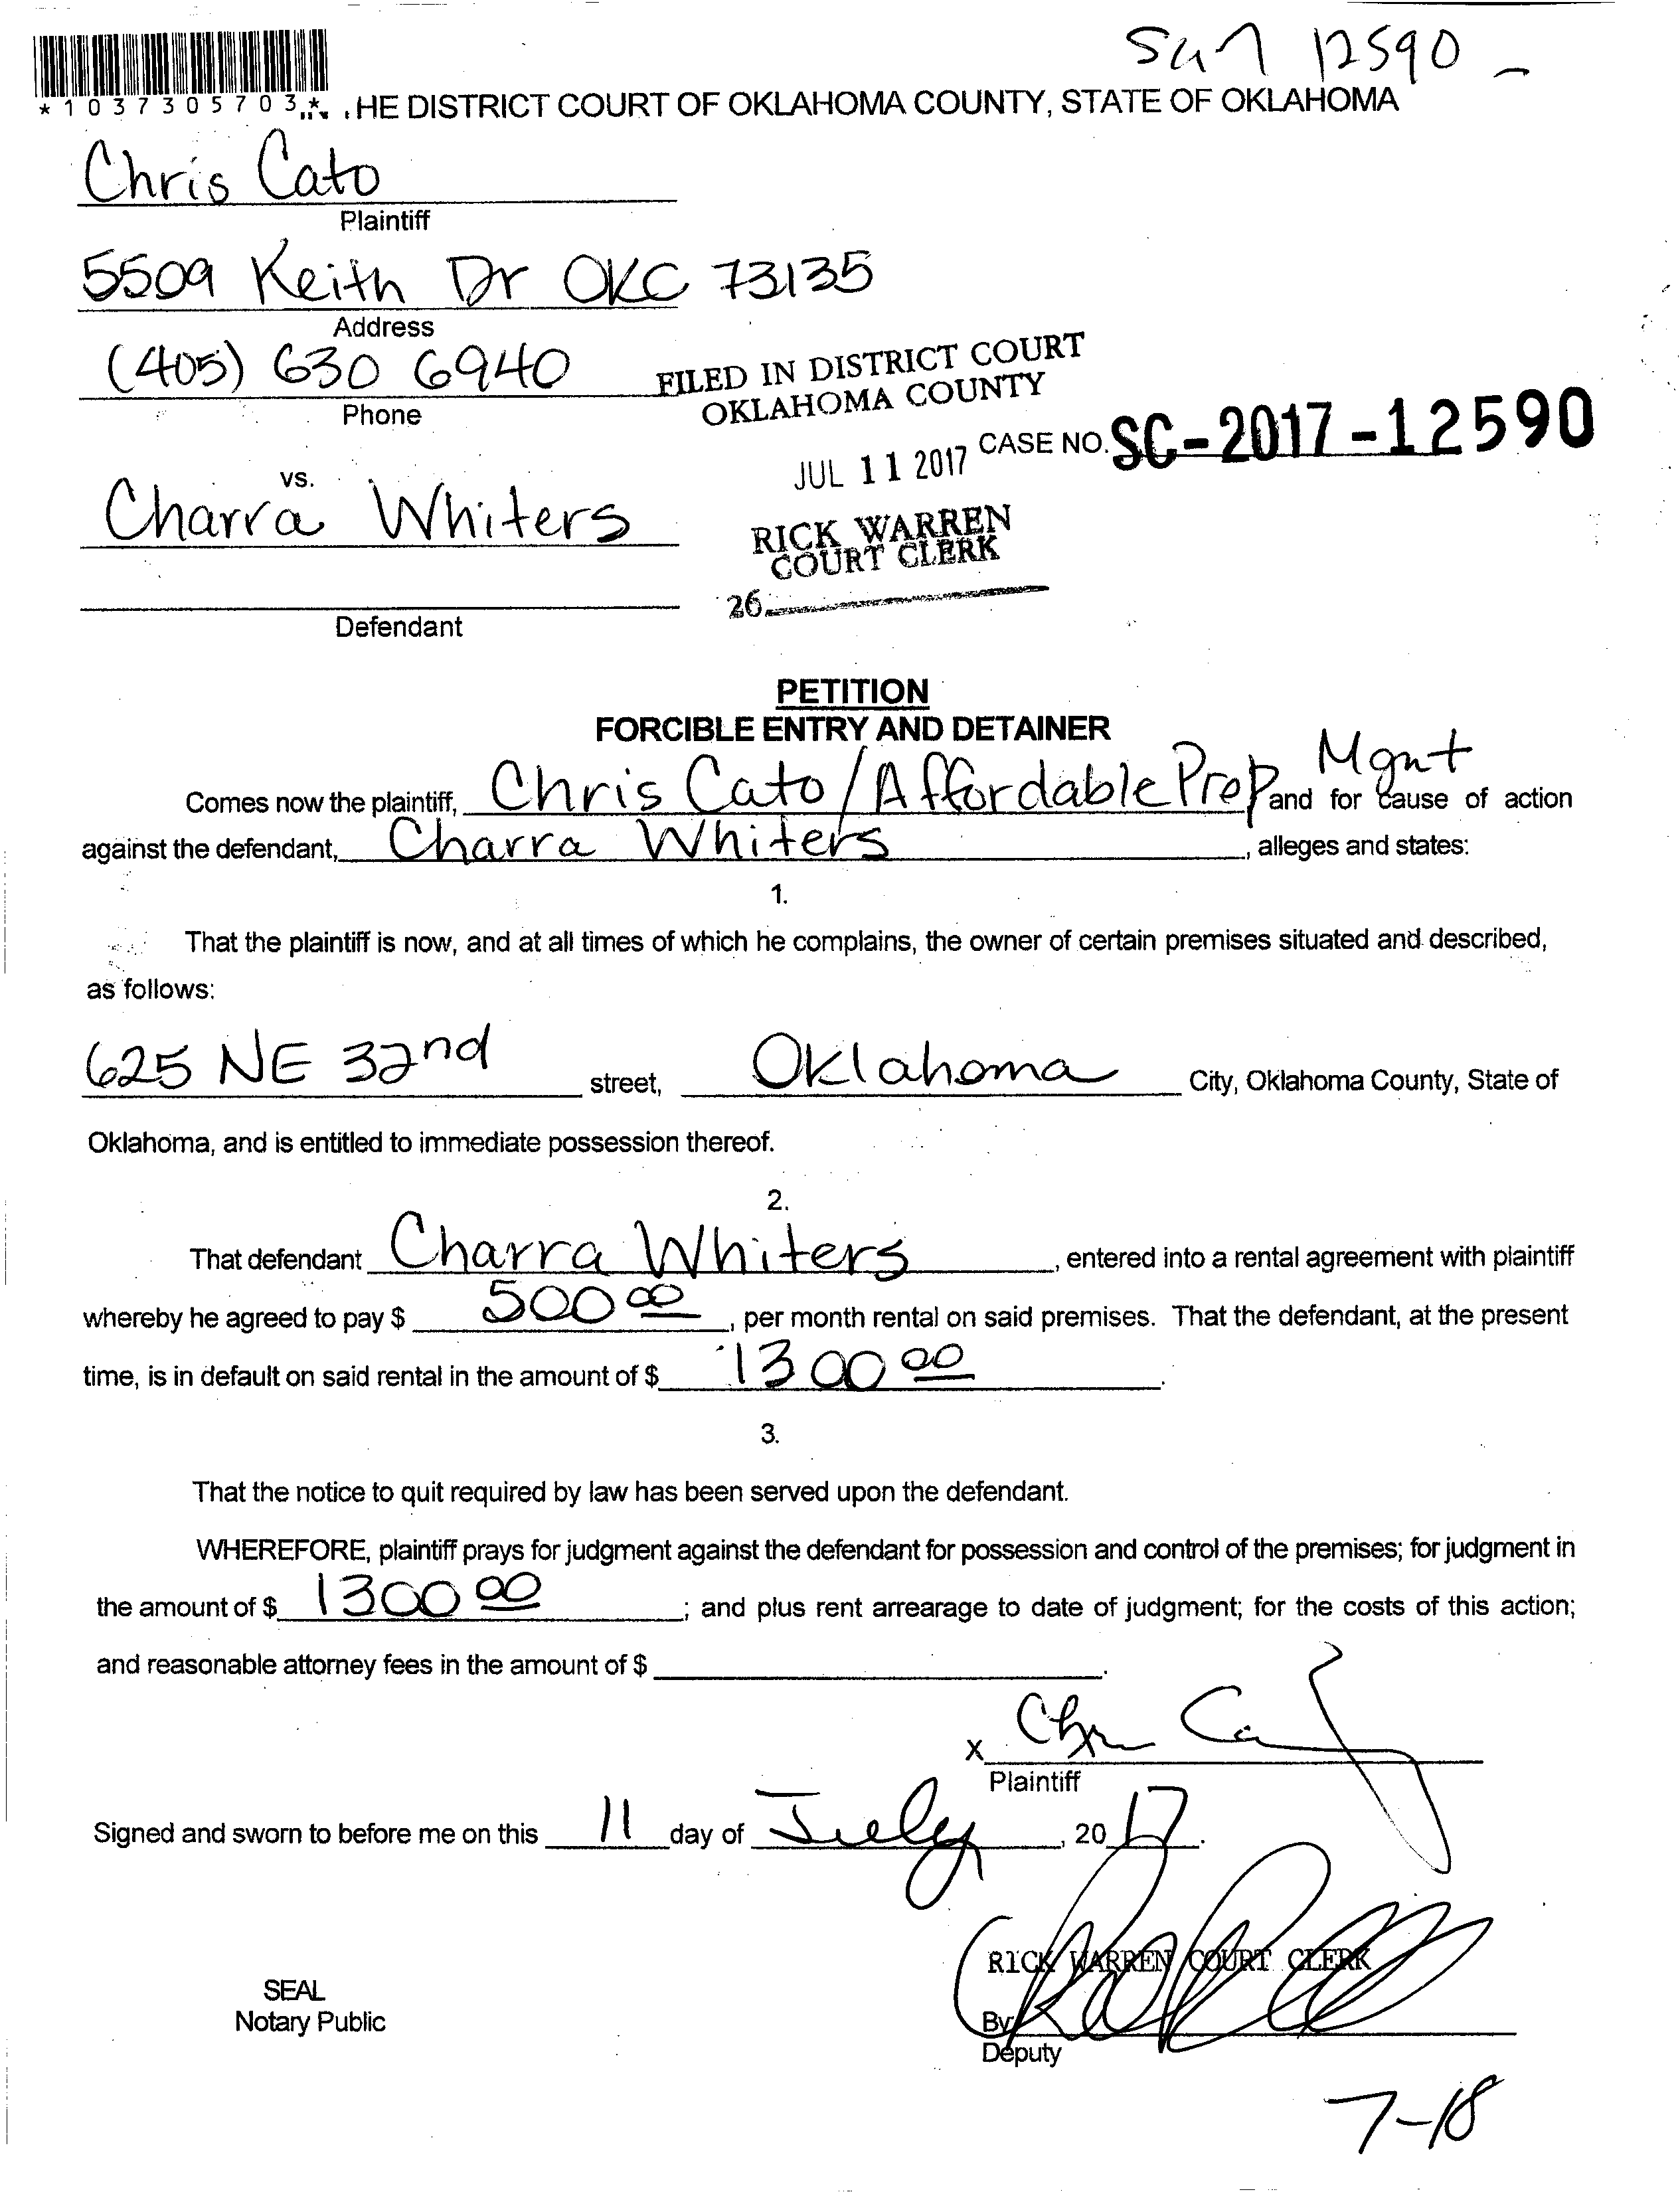 12590 -
* 1 0 3 7 3 0 5 7 0 3 *
HE DISTRICT COURT OF OKLAHOMA COUNTY, STATE OF OKLAHOMA
Chris Cato
Plaintiff
5509 Keith Dr OKC 73135
Address
(405) 630 6940
Phone
FILED IN DISTRICT COURT
OKLAHOMA COUNTY
JUL 11 2017
CASE NO. SC-2017-12590
vs.
Charra Whiters
RICK WARREN
COURT CLERK
26
Defendant
PETITION
FORCIBLE ENTRY AND DETAINER
Comes now the plaintiff, Chris Cato/Affordable Prop Mgnt and for cause of action
against the defendant, Charra Whiters, alleges and states:
1.
That the plaintiff is now, and at all times of which he complains, the owner of certain premises situated and described,
as follows:
625 NE 32nd street, Oklahoma City, Oklahoma County, State of
Oklahoma, and is entitled to immediate possession thereof.
2.
That defendant Charra Whiters, entered into a rental agreement with plaintiff
whereby he agreed to pay $ 500 00, per month rental on said premises. That the defendant, at the present
time, is in default on said rental in the amount of $ 1300 00.
3.
That the notice to quit required by law has been served upon the defendant.
WHEREFORE, plaintiff prays for judgment against the defendant for possession and control of the premises; for judgment in
the amount of $ 1300 00; and plus rent arrearage to date of judgment; for the costs of this action;
and reasonable attorney fees in the amount of $ .
X
Plaintiff
Signed and sworn to before me on this 11 day of July, 2017.
RICK WARREN COURT CLERK
SEAL
Notary Public
By
Deputy
7-18